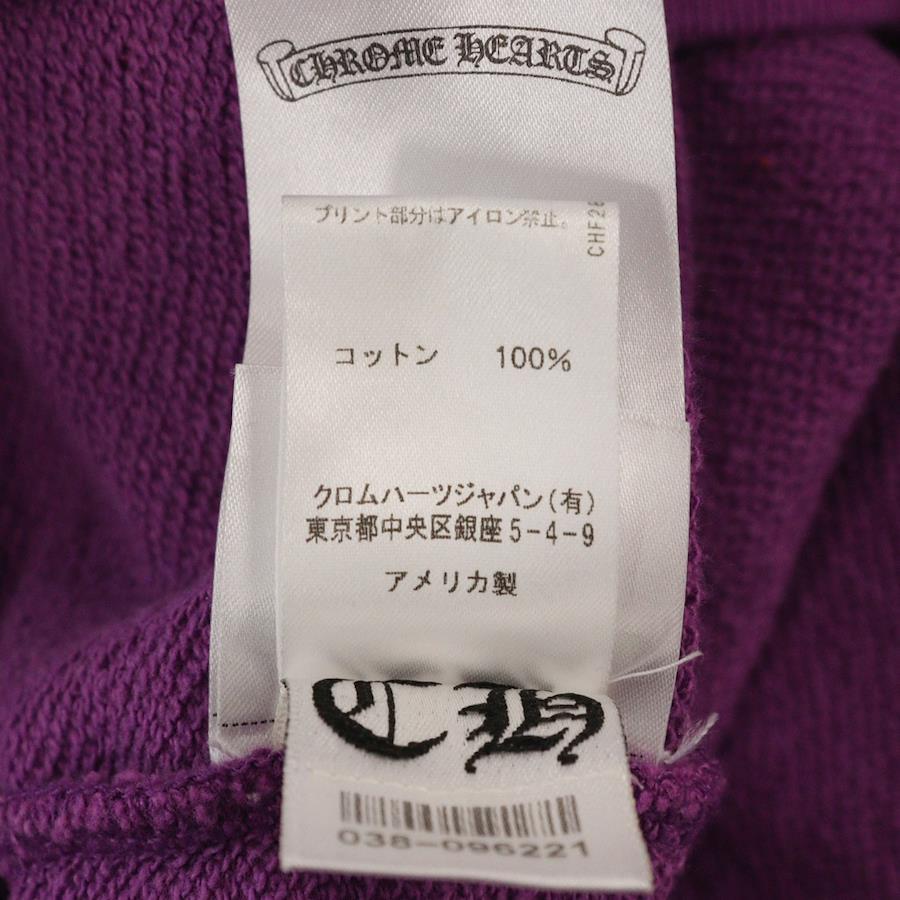 CHROME HEARTS
プリント部分はアイロン禁止。
コットン 100%
クロムハーツジャパン(有)
東京都中央区銀座5-4-9
アメリカ製
CH
038-096221